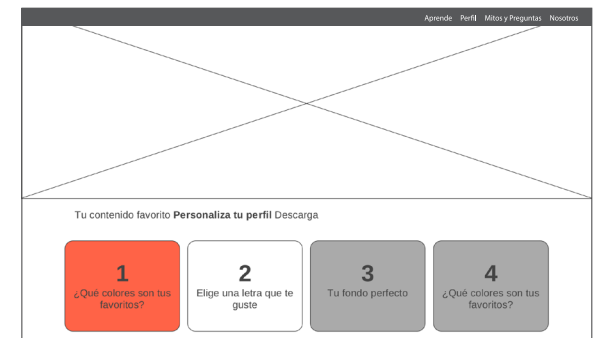 Aprende Perfil Mitos y Preguntas Nosotros
Tu contenido favorito Personaliza tu perfil Descarga
1
¿Qué colores son tus
favoritos?
2
Elige una letra que te
guste
3
Tu fondo perfecto
4
¿Qué colores son tus
favoritos?